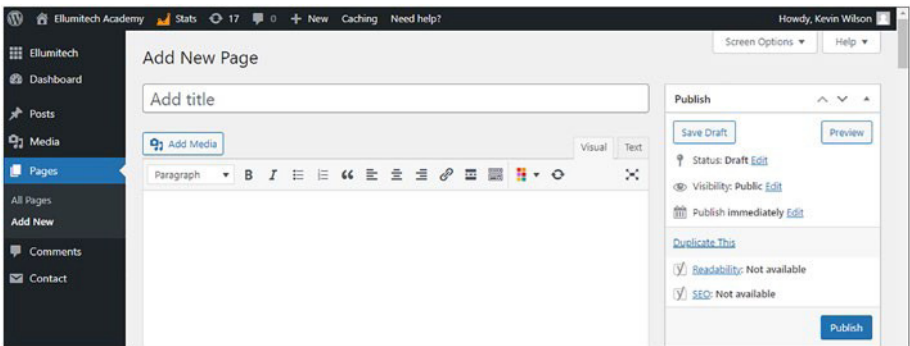 Ellumitech Academy Stats 17 0 + New Caching Need help? Howdy, Kevin Wilson
Screen Options ▼ Help ▼
Ellumitech
Dashboard
Posts
Media
Pages
All Pages
Add New
Comments
Contact
Add New Page
Add title
Add Media
Visual Text
Paragraph ▼ B I
Publish
Save Draft Preview
Status: Draft Edit
Visibility: Public Edit
Publish immediately Edit
Duplicate This
Readability: Not available
SEO: Not available
Publish